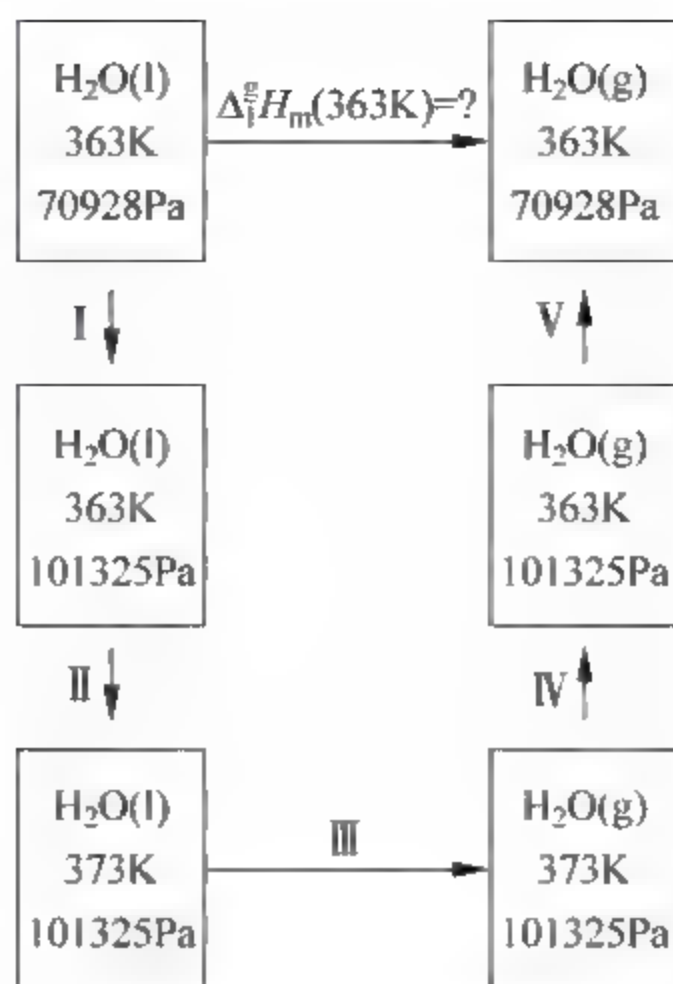 H₂O(l)
363K
70928Pa
Δ₁ᵍHₘ(363K)=?
H₂O(g)
363K
70928Pa
I
V
H₂O(l)
363K
101325Pa
H₂O(g)
363K
101325Pa
II
IV
H₂O(l)
373K
101325Pa
III
H₂O(g)
373K
101325Pa